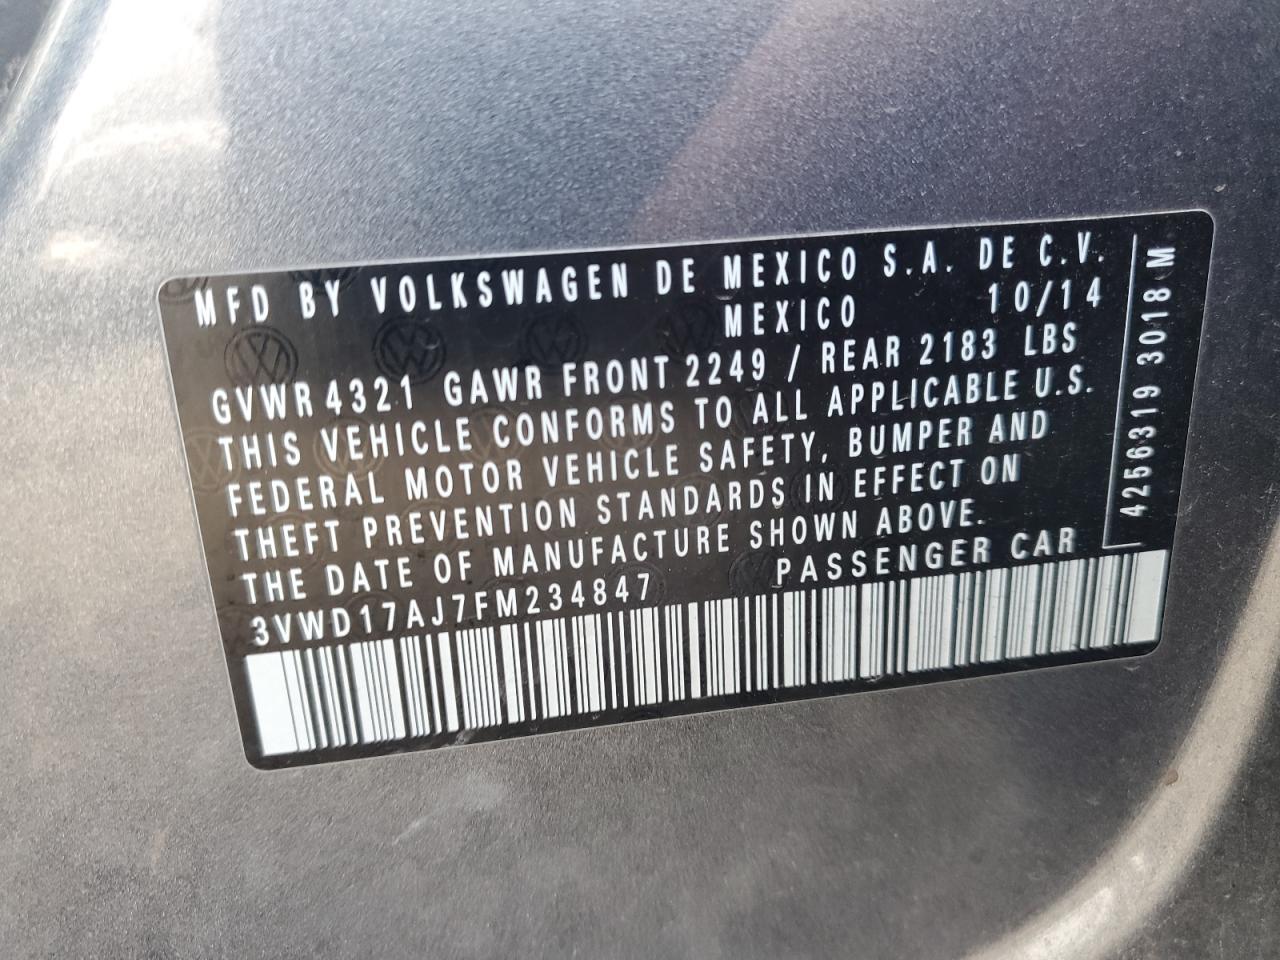 MFD BY VOLKSWAGEN DE MEXICO S.A. DE C.V.
MEXICO 10/14
GVWR 4321 GAWR FRONT 2249 / REAR 2183 LBS
THIS VEHICLE CONFORMS TO ALL APPLICABLE U.S.
FEDERAL MOTOR VEHICLE SAFETY, BUMPER AND
THEFT PREVENTION STANDARDS IN EFFECT ON
THE DATE OF MANUFACTURE SHOWN ABOVE.
3VWD17AJ7FM234847 PASSENGER CAR
4256319 3018 M